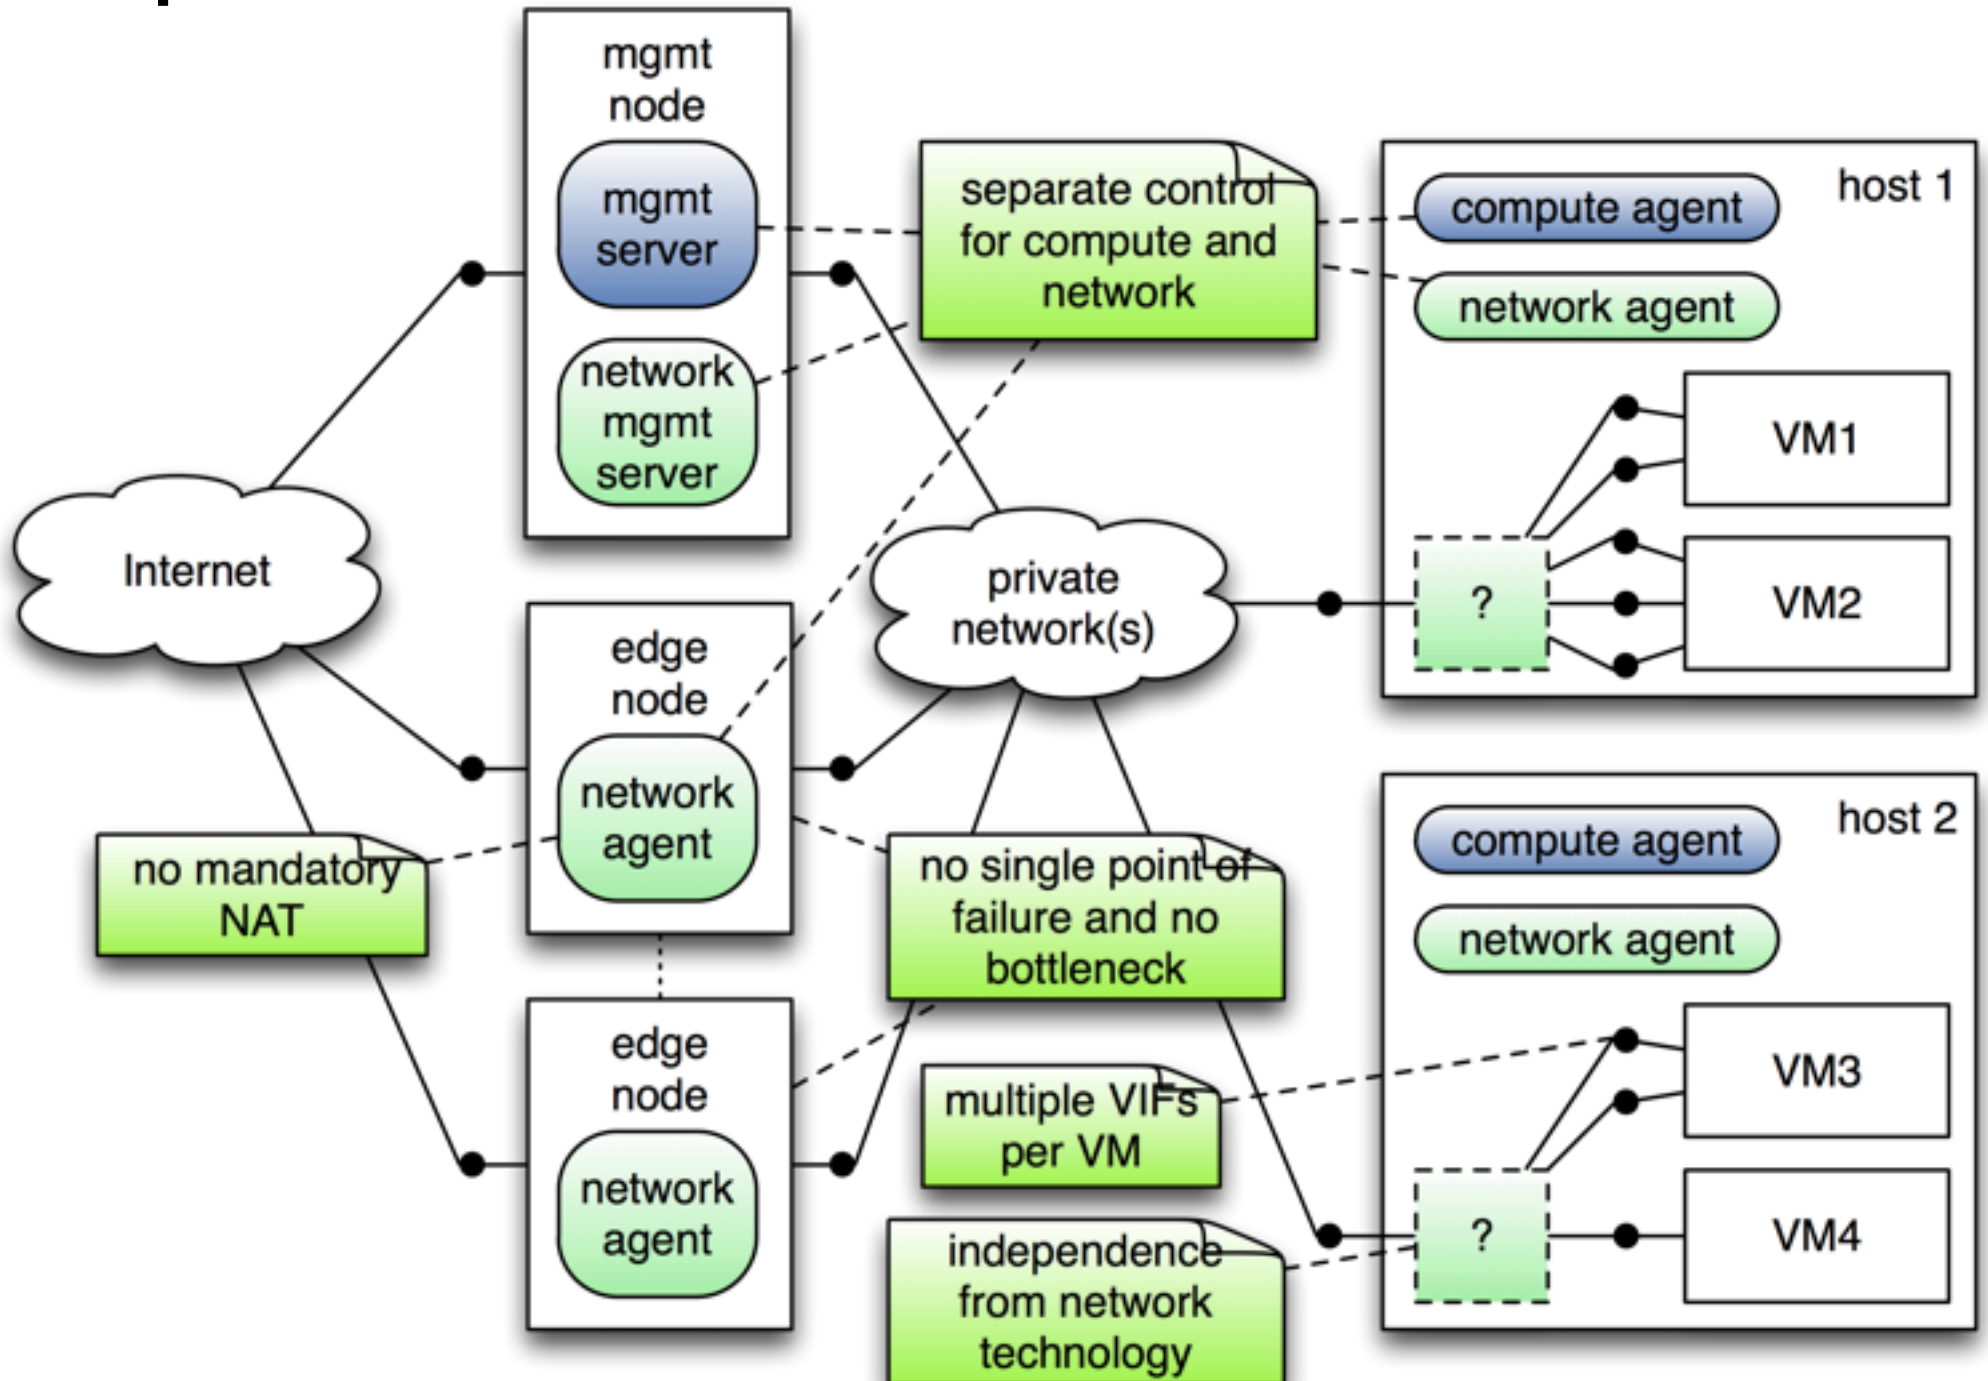 mgmt
node
mgmt
server
network
mgmt
server
separate control
for compute and
network
host 1
compute agent
network agent
VM1
?
VM2
Internet
private
network(s)
edge
node
network
agent
no mandatory
NAT
no single point of
failure and no
bottleneck
host 2
compute agent
network agent
VM3
?
VM4
edge
node
network
agent
multiple VIFs
per VM
independence
from network
technology